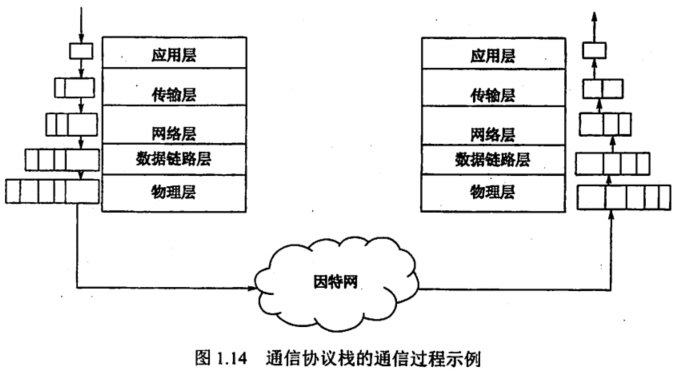 应用层
传输层
网络层
数据链路层
物理层
应用层
传输层
网络层
数据链路层
物理层
因特网
图 1.14 通信协议栈的通信过程示例